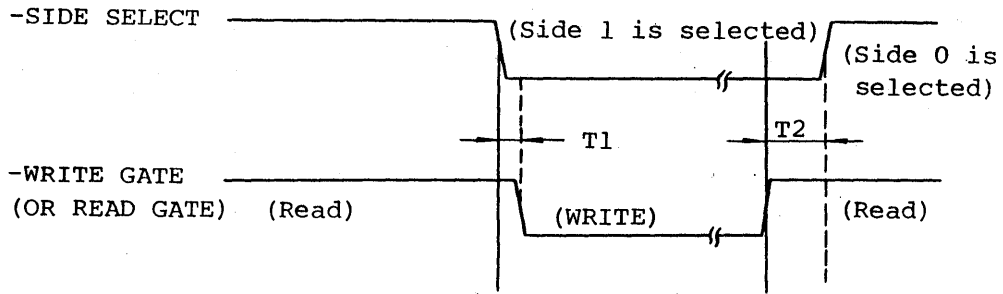 -SIDE SELECT
(Side 1 is selected)
(Side 0 is
selected)
T1
T2
-WRITE GATE
(OR READ GATE) (Read)
(WRITE)
(Read)